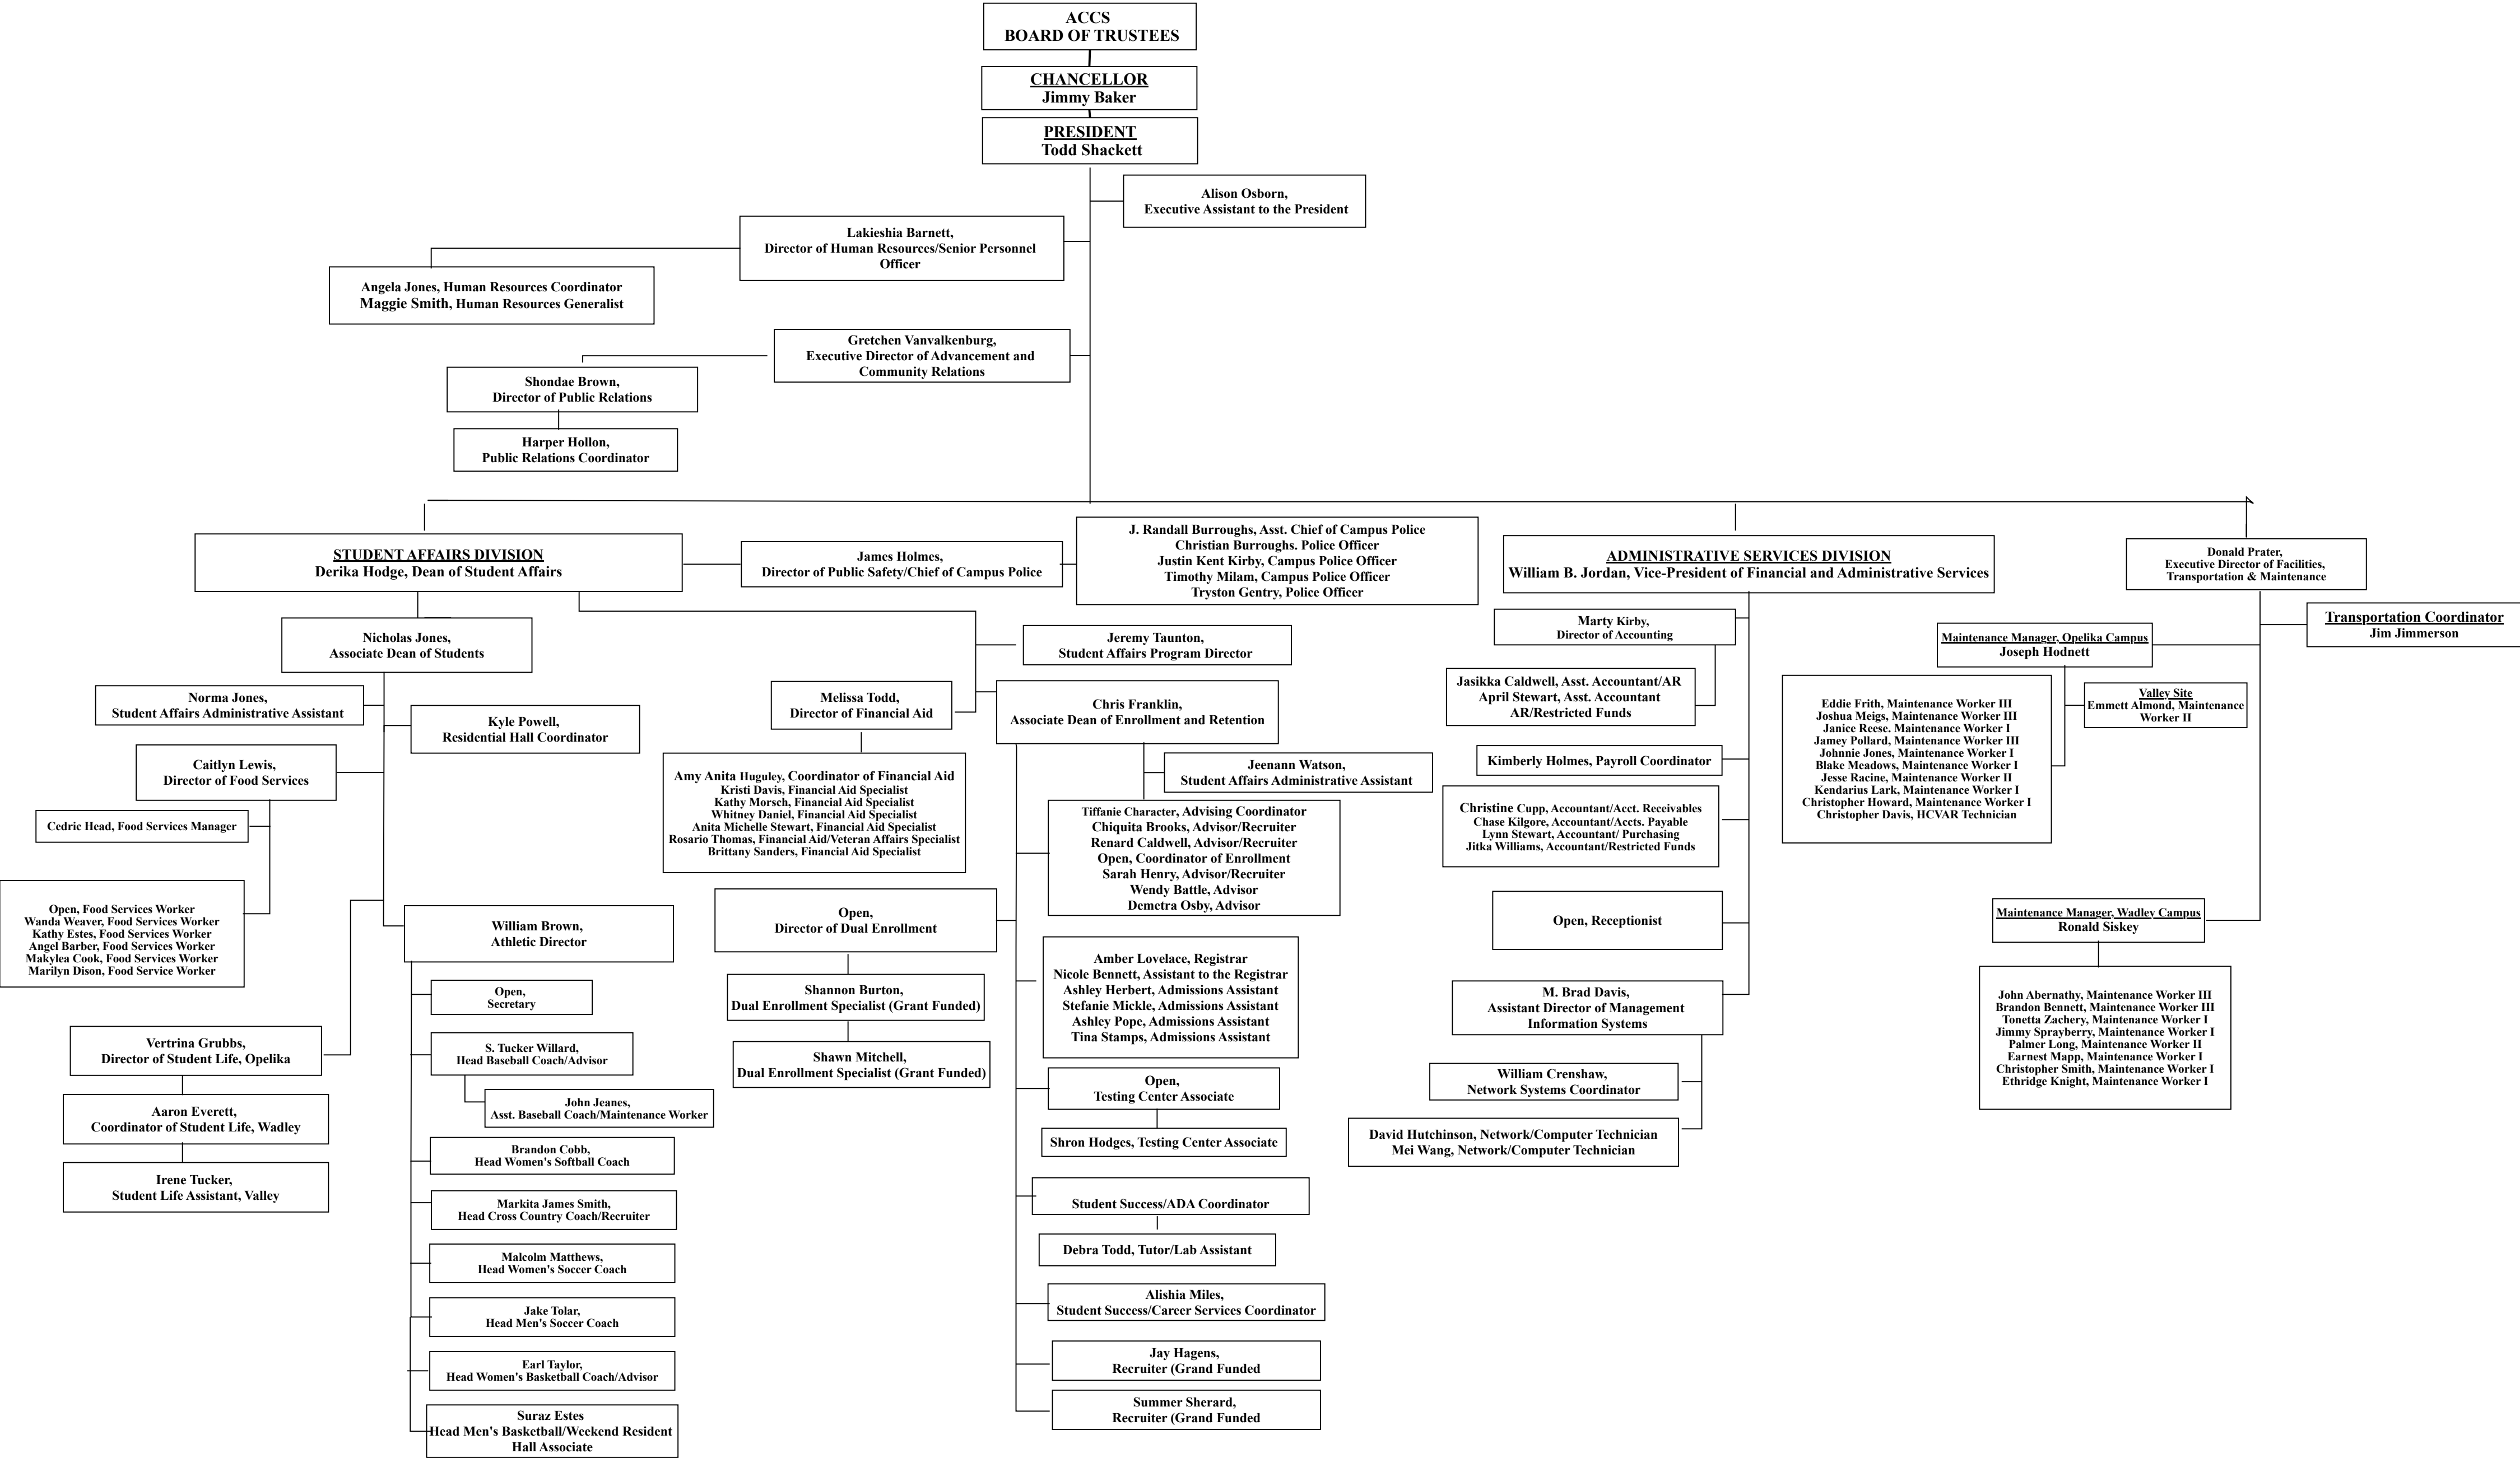 ACCS
BOARD OF TRUSTEES
CHANCELLOR
Jimmy Baker
PRESIDENT
Todd Shackett
Alison Osborn,
Executive Assistant to the President
Lakieshia Barnett,
Director of Human Resources/Senior Personnel
Officer
Angela Jones, Human Resources Coordinator
Maggie Smith, Human Resources Generalist
Gretchen Vanvalkenburg,
Executive Director of Advancement and
Community Relations
Shondae Brown,
Director of Public Relations
Harper Hollon,
Public Relations Coordinator
STUDENT AFFAIRS DIVISION
Derika Hodge, Dean of Student Affairs
James Holmes,
Director of Public Safety/Chief of Campus Police
J. Randall Burroughs, Asst. Chief of Campus Police
Christian Burroughs. Police Officer
Justin Kent Kirby, Campus Police Officer
Timothy Milam, Campus Police Officer
Tryston Gentry, Police Officer
ADMINISTRATIVE SERVICES DIVISION
William B. Jordan, Vice-President of Financial and Administrative Services
Donald Prater,
Executive Director of Facilities,
Transportation & Maintenance
Nicholas Jones,
Associate Dean of Students
Norma Jones,
Student Affairs Administrative Assistant
Kyle Powell,
Residential Hall Coordinator
Caitlyn Lewis,
Director of Food Services
Cedric Head, Food Services Manager
Open, Food Services Worker
Wanda Weaver, Food Services Worker
Kathy Estes, Food Services Worker
Angel Barber, Food Services Worker
Makylea Cook, Food Services Worker
Marilyn Dison, Food Service Worker
Vertrina Grubbs,
Director of Student Life, Opelika
Aaron Everett,
Coordinator of Student Life, Wadley
Irene Tucker,
Student Life Assistant, Valley
William Brown,
Athletic Director
Open,
Secretary
S. Tucker Willard,
Head Baseball Coach/Advisor
John Jeanes,
Asst. Baseball Coach/Maintenance Worker
Brandon Cobb,
Head Women's Softball Coach
Markita James Smith,
Head Cross Country Coach/Recruiter
Malcolm Matthews,
Head Women's Soccer Coach
Jake Tolar,
Head Men's Soccer Coach
Earl Taylor,
Head Women's Basketball Coach/Advisor
Suraz Estes
Head Men's Basketball/Weekend Resident
Hall Associate
Jeremy Taunton,
Student Affairs Program Director
Melissa Todd,
Director of Financial Aid
Amy Anita Huguley, Coordinator of Financial Aid
Kristi Davis, Financial Aid Specialist
Kathy Morsch, Financial Aid Specialist
Whitney Daniel, Financial Aid Specialist
Anita Michelle Stewart, Financial Aid Specialist
Rosario Thomas, Financial Aid/Veteran Affairs Specialist
Brittany Sanders, Financial Aid Specialist
Chris Franklin,
Associate Dean of Enrollment and Retention
Jeenann Watson,
Student Affairs Administrative Assistant
Tiffanie Character, Advising Coordinator
Chiquita Brooks, Advisor/Recruiter
Renard Caldwell, Advisor/Recruiter
Open, Coordinator of Enrollment
Sarah Henry, Advisor/Recruiter
Wendy Battle, Advisor
Demetra Osby, Advisor
Open,
Director of Dual Enrollment
Shannon Burton,
Dual Enrollment Specialist (Grant Funded)
Shawn Mitchell,
Dual Enrollment Specialist (Grant Funded)
Amber Lovelace, Registrar
Nicole Bennett, Assistant to the Registrar
Ashley Herbert, Admissions Assistant
Stefanie Mickle, Admissions Assistant
Ashley Pope, Admissions Assistant
Tina Stamps, Admissions Assistant
Open,
Testing Center Associate
Shron Hodges, Testing Center Associate
Student Success/ADA Coordinator
Debra Todd, Tutor/Lab Assistant
Alishia Miles,
Student Success/Career Services Coordinator
Jay Hagens,
Recruiter (Grand Funded
Summer Sherard,
Recruiter (Grand Funded
Marty Kirby,
Director of Accounting
Jasikka Caldwell, Asst. Accountant/AR
April Stewart, Asst. Accountant
AR/Restricted Funds
Kimberly Holmes, Payroll Coordinator
Christine Cupp, Accountant/Acct. Receivables
Chase Kilgore, Accountant/Accts. Payable
Lynn Stewart, Accountant/ Purchasing
Jitka Williams, Accountant/Restricted Funds
Open, Receptionist
M. Brad Davis,
Assistant Director of Management
Information Systems
William Crenshaw,
Network Systems Coordinator
David Hutchinson, Network/Computer Technician
Mei Wang, Network/Computer Technician
Transportation Coordinator
Jim Jimmerson
Maintenance Manager, Opelika Campus
Joseph Hodnett
Valley Site
Emmett Almond, Maintenance
Worker II
Eddie Frith, Maintenance Worker III
Joshua Meigs, Maintenance Worker III
Janice Reese. Maintenance Worker I
Jamey Pollard, Maintenance Worker III
Johnnie Jones, Maintenance Worker I
Blake Meadows, Maintenance Worker I
Jesse Racine, Maintenance Worker II
Kendarius Lark, Maintenance Worker I
Christopher Howard, Maintenance Worker I
Christopher Davis, HCVAR Technician
Maintenance Manager, Wadley Campus
Ronald Siskey
John Abernathy, Maintenance Worker III
Brandon Bennett, Maintenance Worker III
Tonetta Zachery, Maintenance Worker I
Jimmy Sprayberry, Maintenance Worker I
Palmer Long, Maintenance Worker II
Earnest Mapp, Maintenance Worker I
Christopher Smith, Maintenance Worker I
Ethridge Knight, Maintenance Worker I